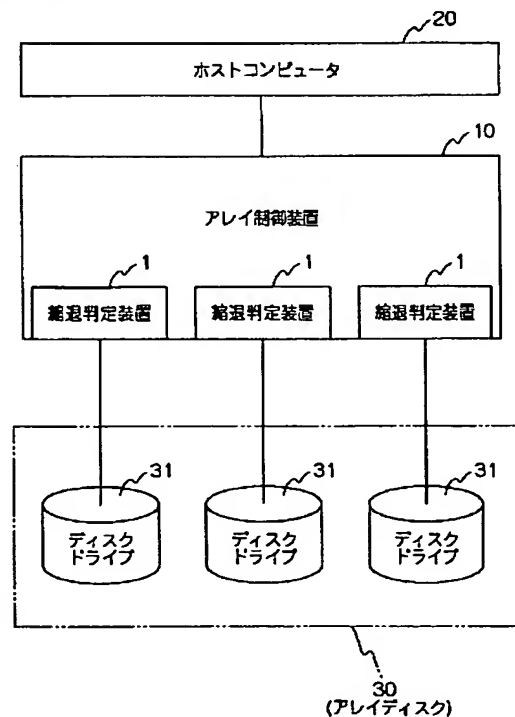 20
ホストコンピュータ
10
アレイ制御装置
1 1 1
縮退判定装置 縮退判定装置 縮退判定装置
31 31 31
ディスク ディスク ディスク
ドライブ ドライブ ドライブ
30
(アレイディスク)